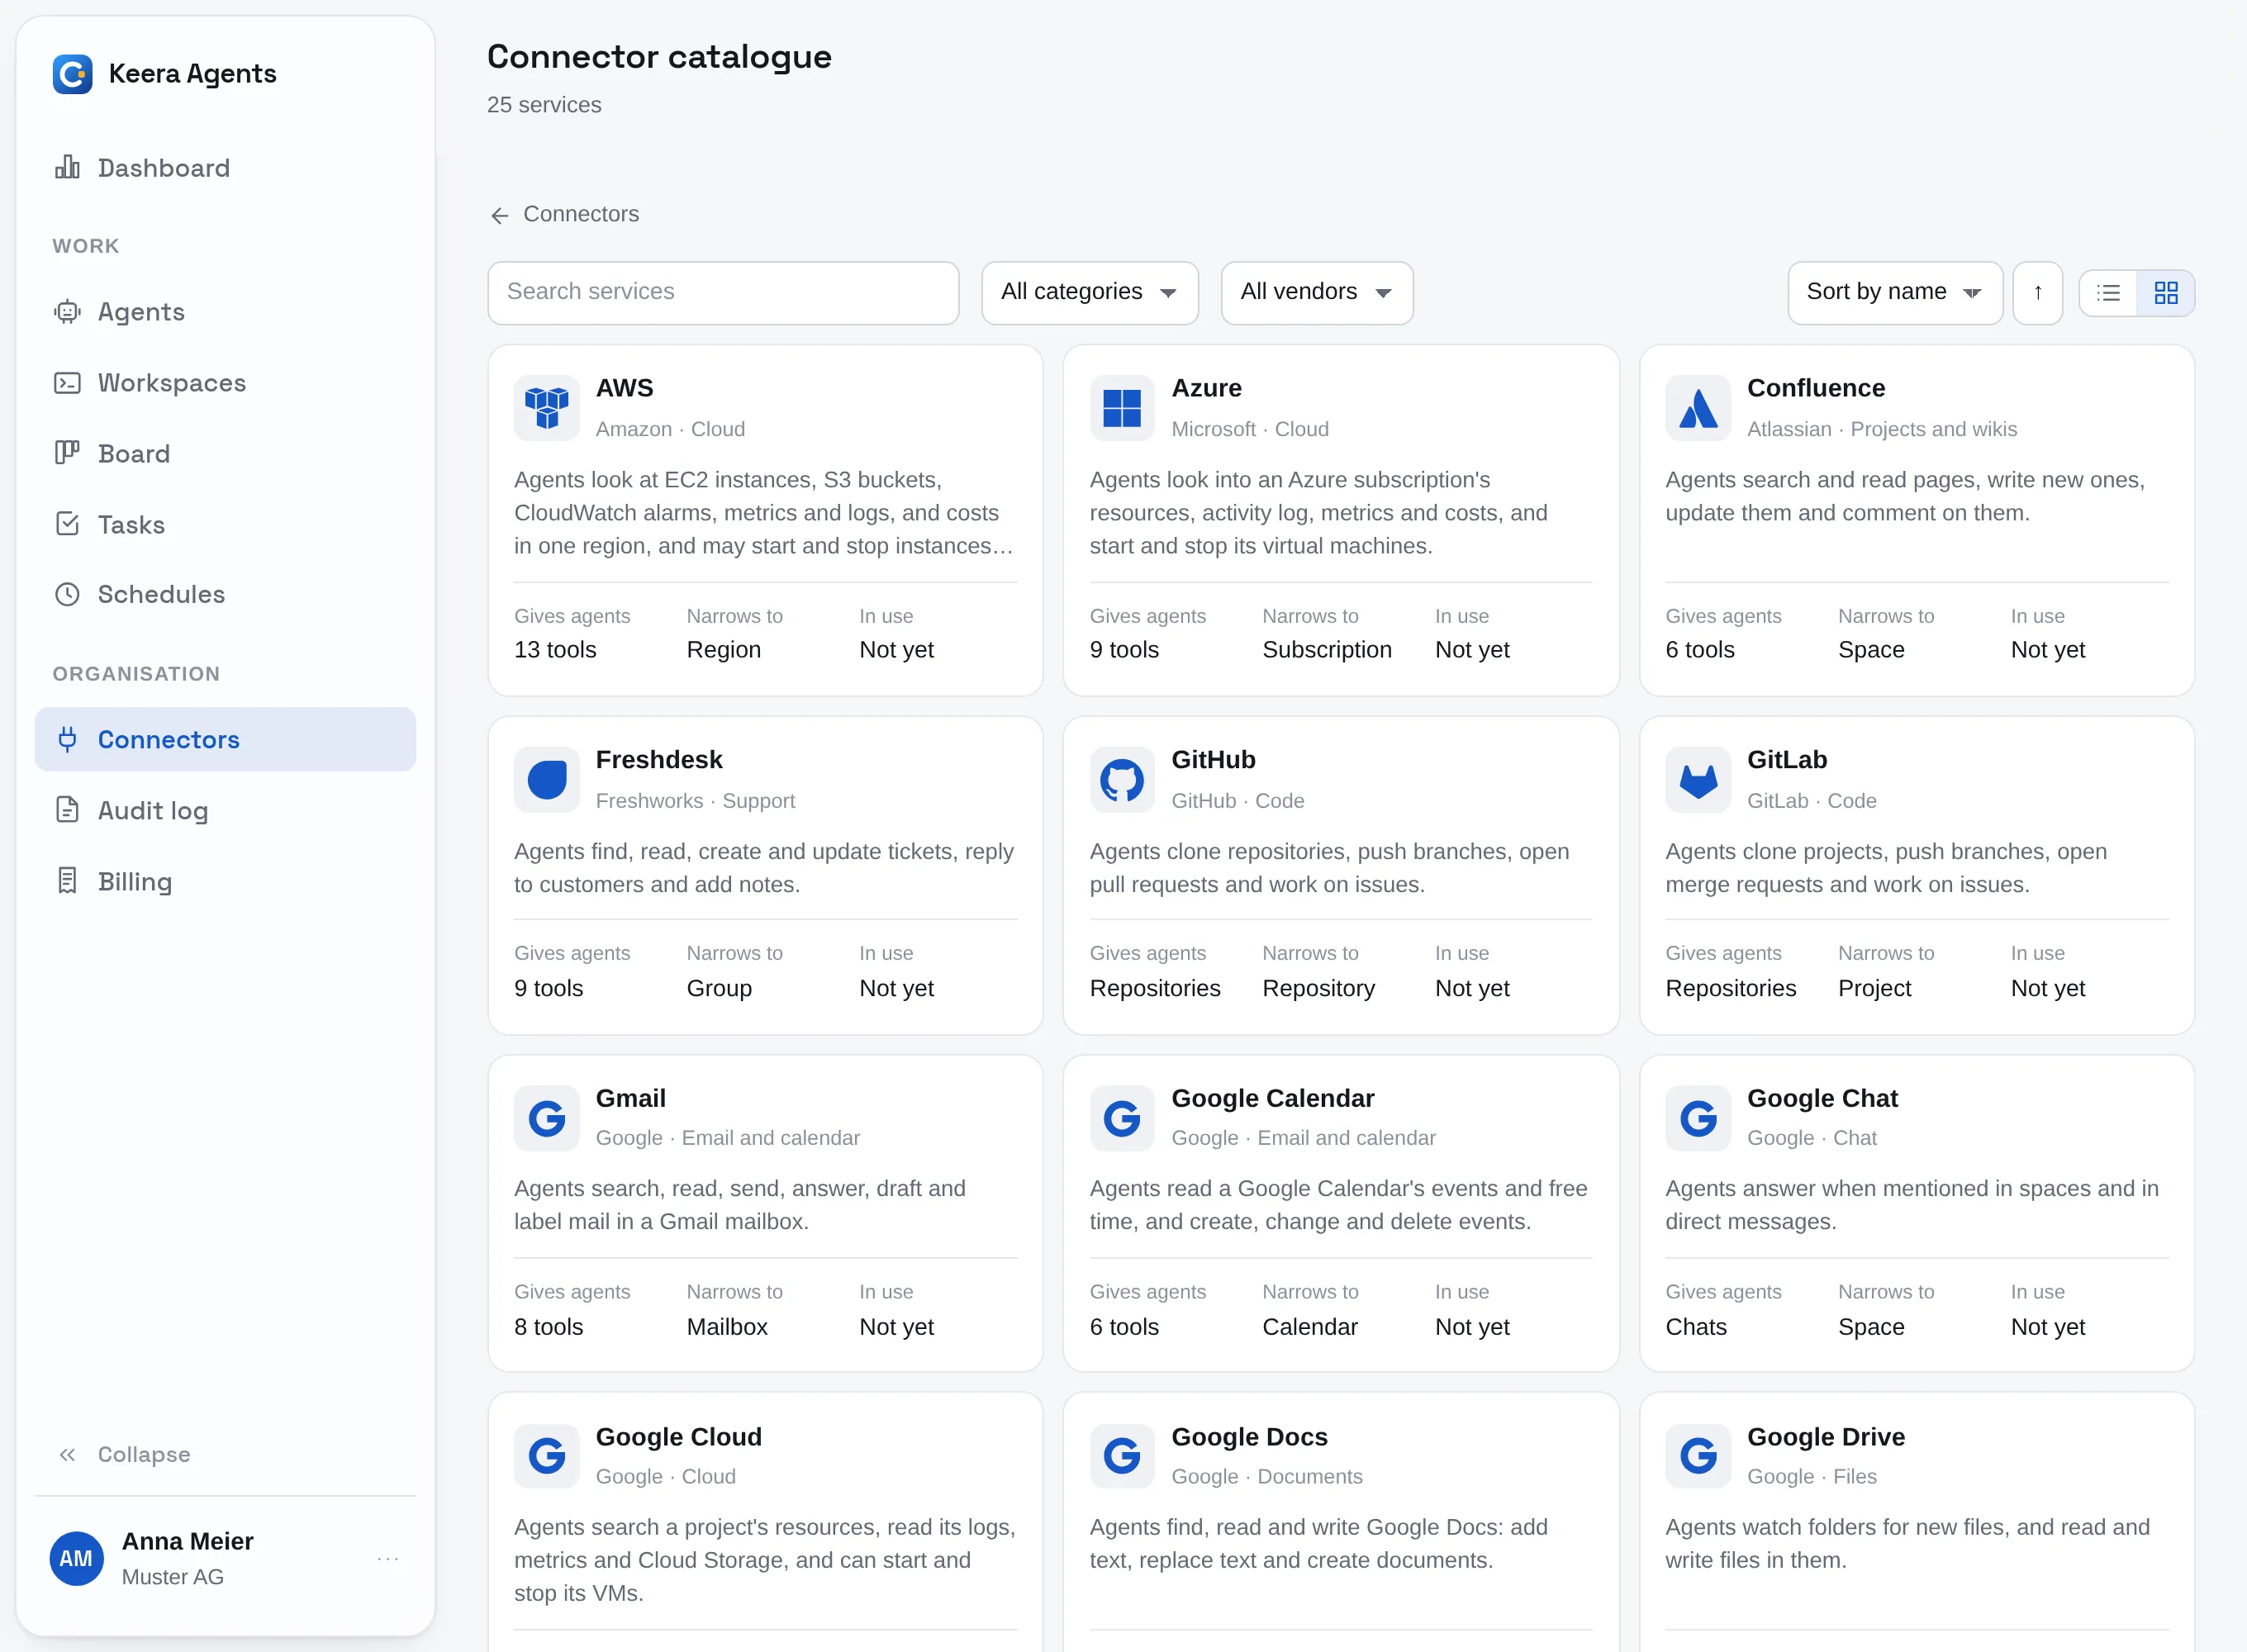 Keera Agents
Dashboard
WORK
Agents
Workspaces
Board
Tasks
Schedules
ORGANISATION
Connectors
Audit log
Billing
Collapse
AM
Anna Meier
Muster AG
...
Connector catalogue
25 services
← Connectors
Search services
All categories
All vendors
Sort by name
↑
AWS
Amazon · Cloud
Agents look at EC2 instances, S3 buckets,
CloudWatch alarms, metrics and logs, and costs
in one region, and may start and stop instances…
Gives agents Narrows to In use
13 tools Region Not yet
Azure
Microsoft · Cloud
Agents look into an Azure subscription's
resources, activity log, metrics and costs, and
start and stop its virtual machines.
Gives agents Narrows to In use
9 tools Subscription Not yet
Confluence
Atlassian · Projects and wikis
Agents search and read pages, write new ones,
update them and comment on them.
Gives agents Narrows to In use
6 tools Space Not yet
Freshdesk
Freshworks · Support
Agents find, read, create and update tickets, reply
to customers and add notes.
Gives agents Narrows to In use
9 tools Group Not yet
GitHub
GitHub · Code
Agents clone repositories, push branches, open
pull requests and work on issues.
Gives agents Narrows to In use
Repositories Repository Not yet
GitLab
GitLab · Code
Agents clone projects, push branches, open
merge requests and work on issues.
Gives agents Narrows to In use
Repositories Project Not yet
Gmail
Google · Email and calendar
Agents search, read, send, answer, draft and
label mail in a Gmail mailbox.
Gives agents Narrows to In use
8 tools Mailbox Not yet
Google Calendar
Google · Email and calendar
Agents read a Google Calendar's events and free
time, and create, change and delete events.
Gives agents Narrows to In use
6 tools Calendar Not yet
Google Chat
Google · Chat
Agents answer when mentioned in spaces and in
direct messages.
Gives agents Narrows to In use
Chats Space Not yet
Google Cloud
Google · Cloud
Agents search a project's resources, read its logs,
metrics and Cloud Storage, and can start and
stop its VMs.
Google Docs
Google · Documents
Agents find, read and write Google Docs: add
text, replace text and create documents.
Google Drive
Google · Files
Agents watch folders for new files, and read and
write files in them.